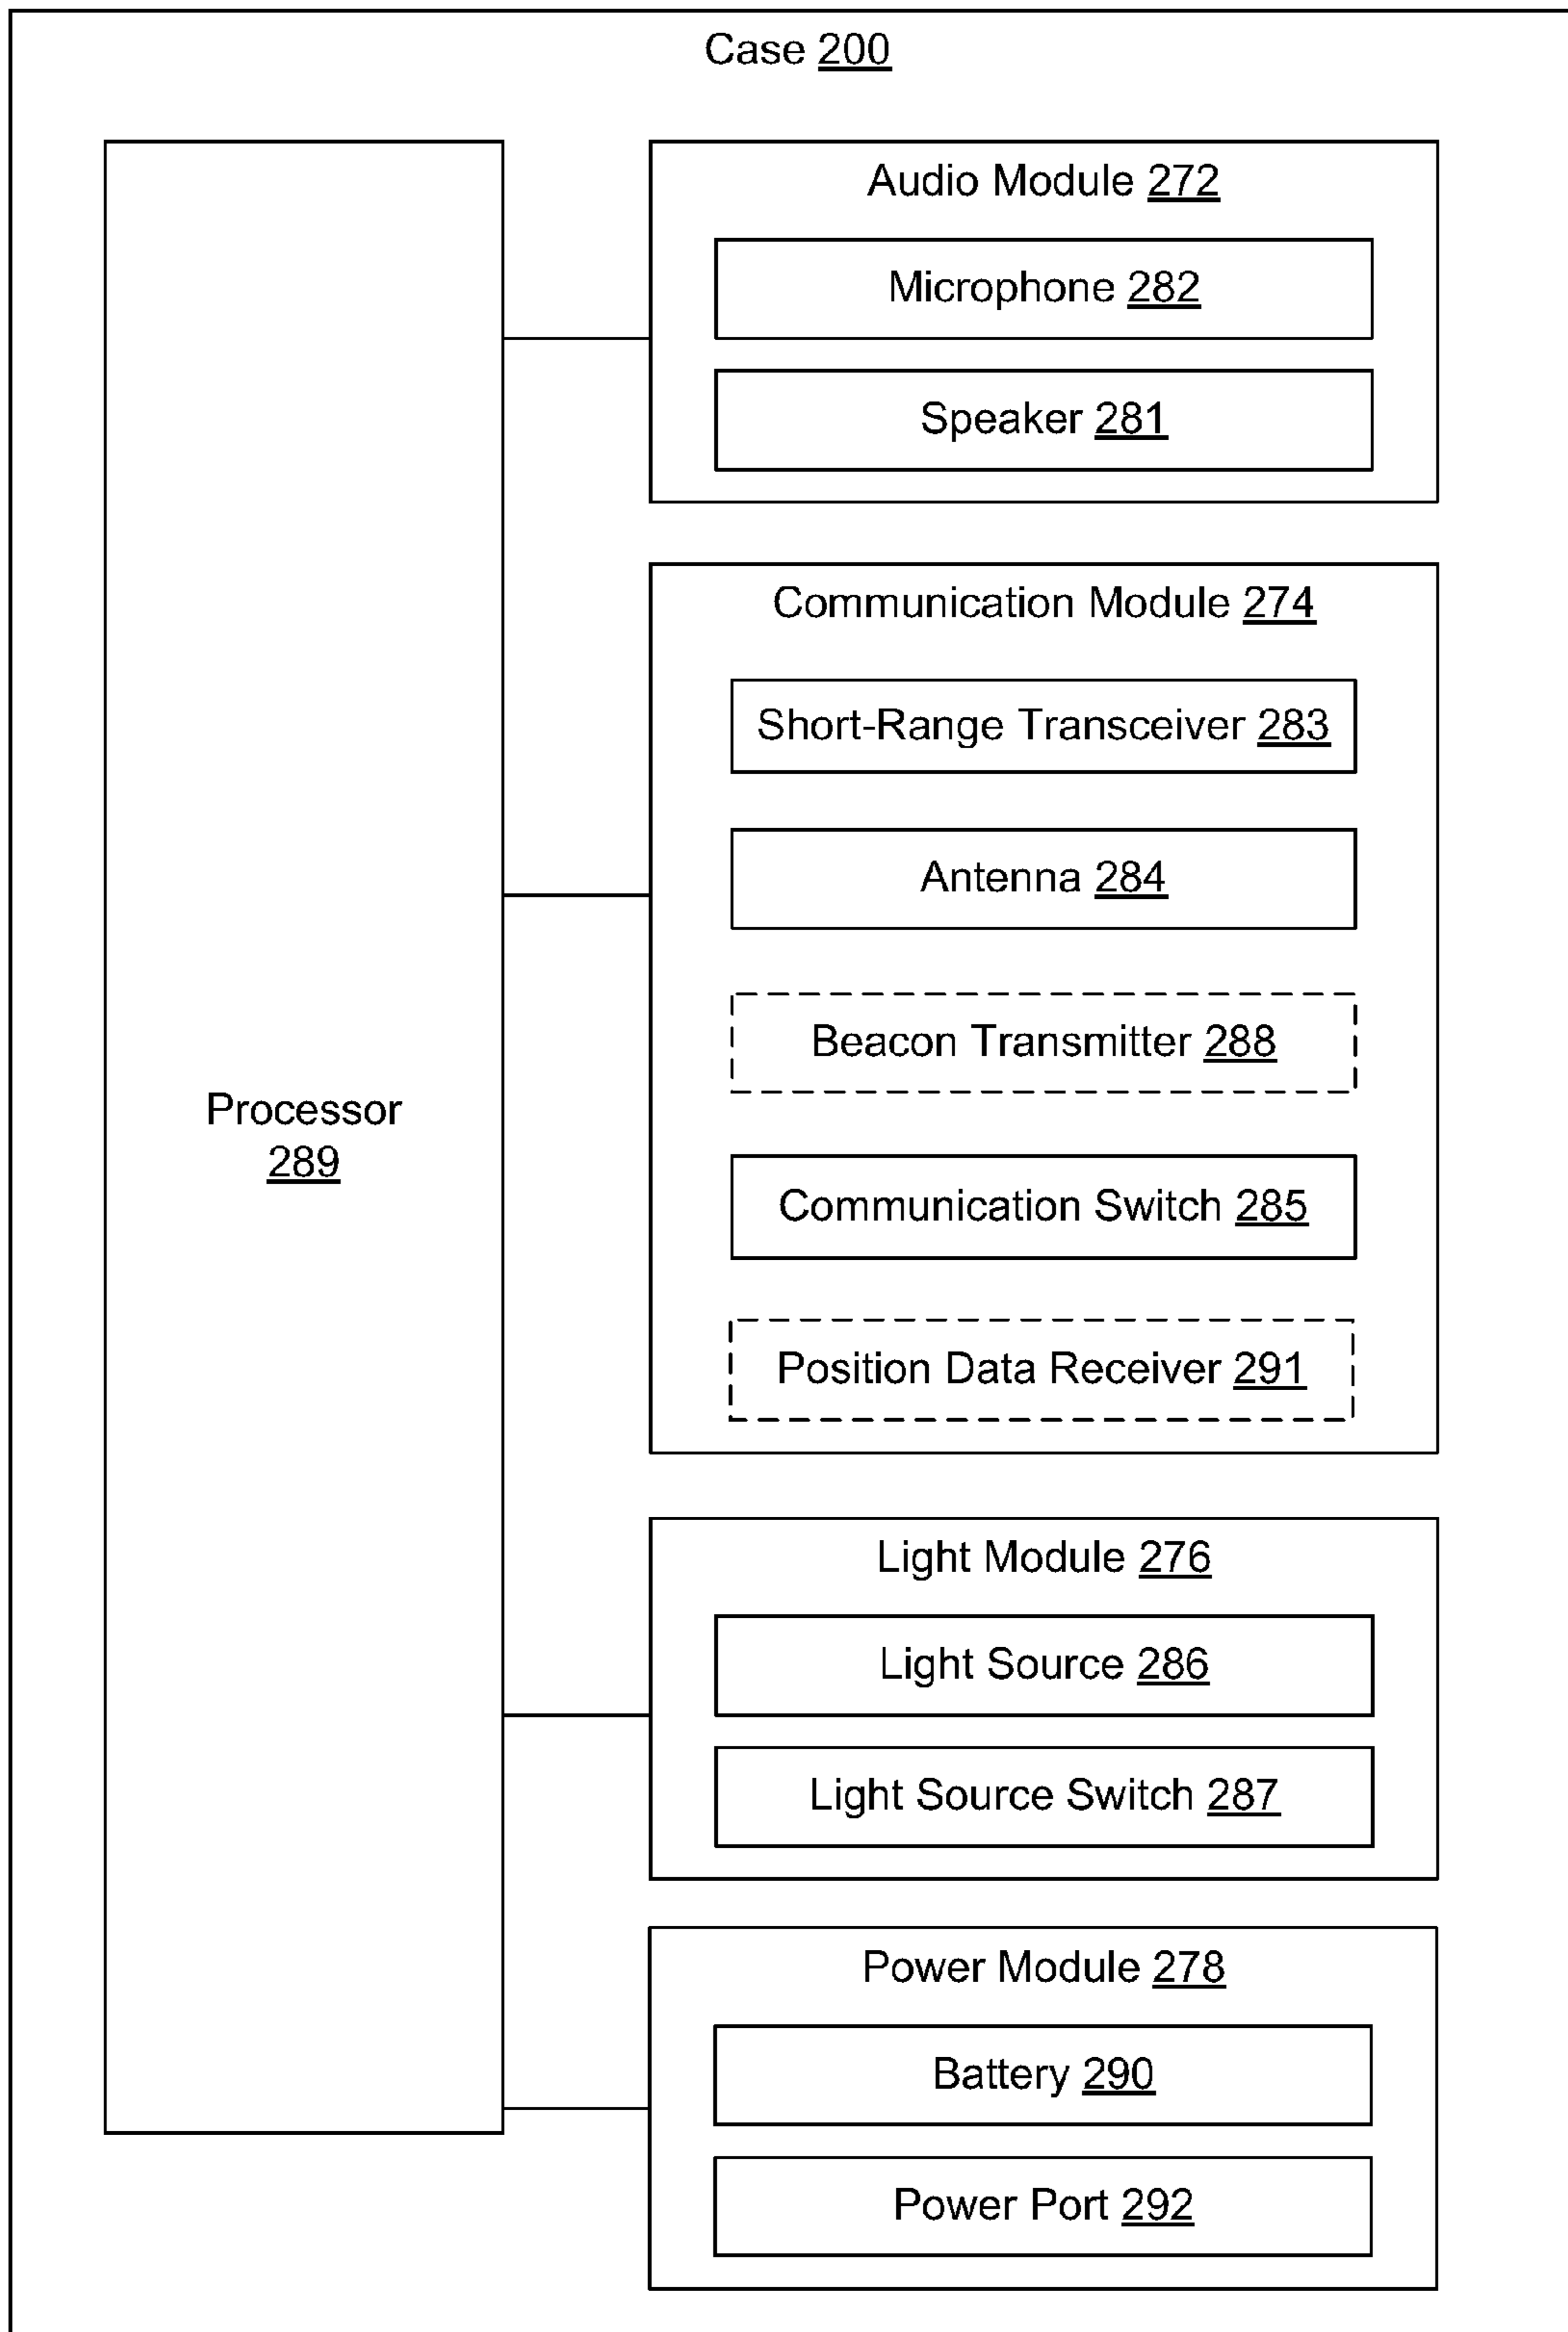 Case 200
Processor
289
Audio Module 272
Microphone 282
Speaker 281
Communication Module 274
Short-Range Transceiver 283
Antenna 284
Beacon Transmitter 288
Communication Switch 285
Position Data Receiver 291
Light Module 276
Light Source 286
Light Source Switch 287
Power Module 278
Battery 290
Power Port 292